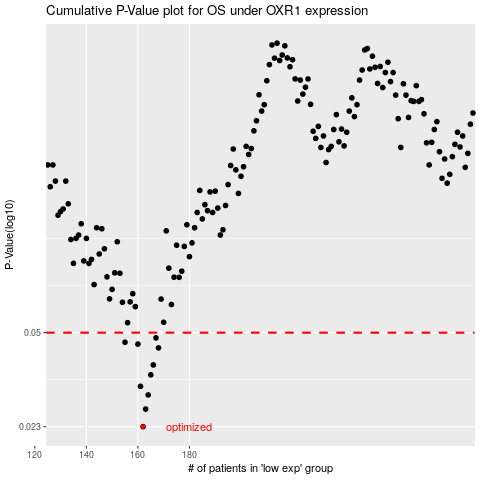 Cumulative P-Value plot for OS under OXR1 expression
P-Value(log10)
0.05
0.023
optimized
120 140 160 180
# of patients in 'low exp' group